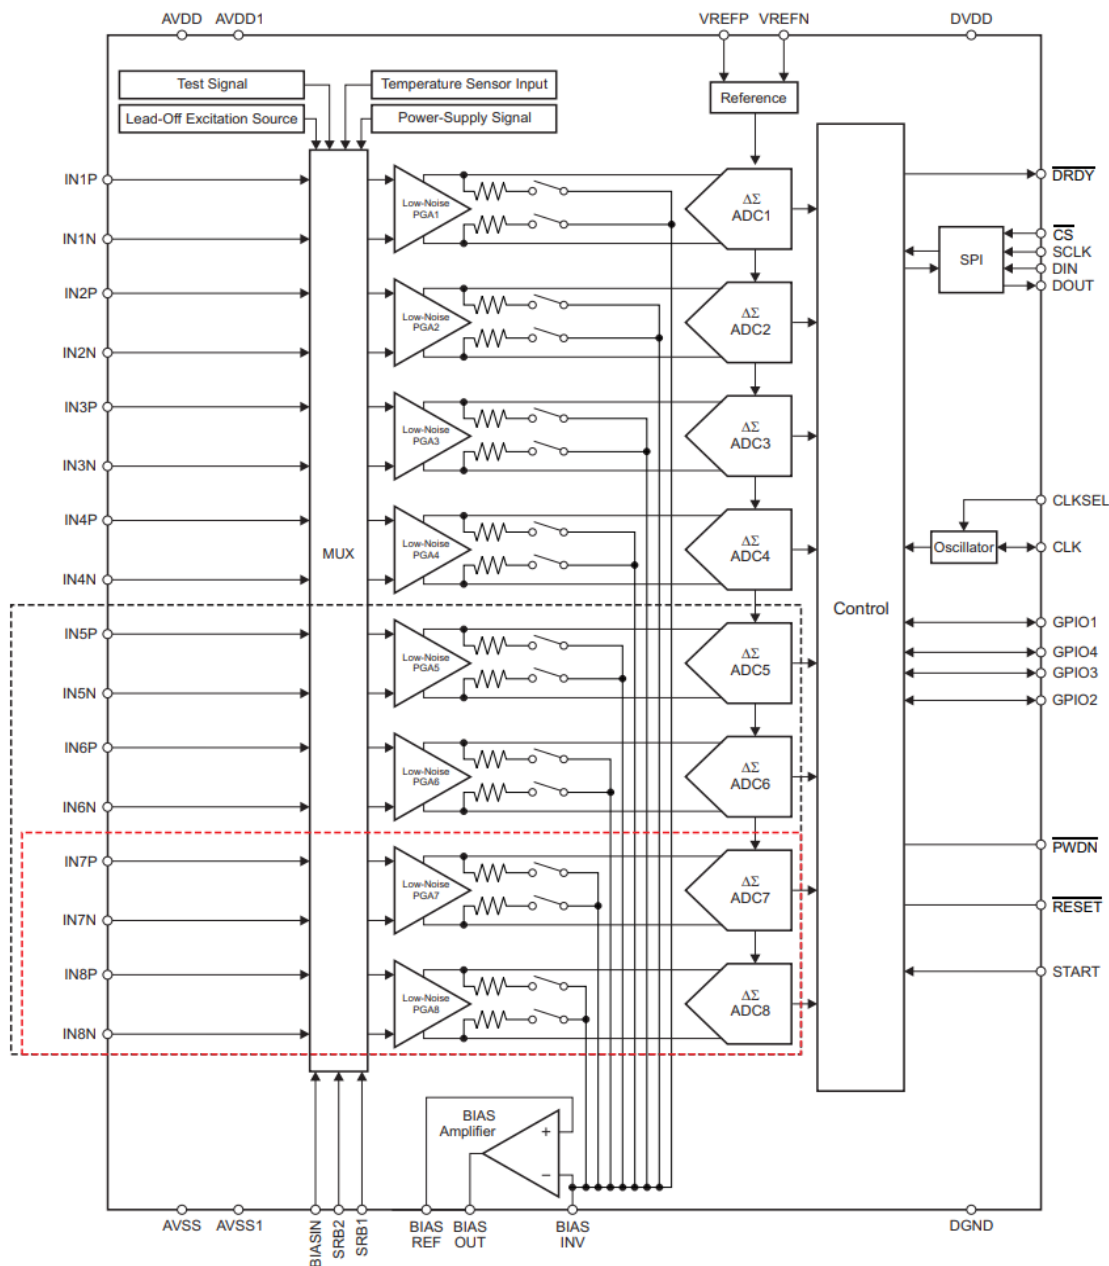 AVDD AVDD1 VREFP VREFN DVDD
Test Signal
Temperature Sensor Input
Lead-Off Excitation Source
Power-Supply Signal
Reference
IN1P
IN1N
IN2P
IN2N
IN3P
IN3N
IN4P
IN4N
IN5P
IN5N
IN6P
IN6N
IN7P
IN7N
IN8P
IN8N
MUX
Low-Noise
PGA1
Low-Noise
PGA2
Low-Noise
PGA3
Low-Noise
PGA4
Low-Noise
PGA5
Low-Noise
PGA6
Low-Noise
PGA7
Low-Noise
PGA8
ΔΣ
ADC1
ΔΣ
ADC2
ΔΣ
ADC3
ΔΣ
ADC4
ΔΣ
ADC5
ΔΣ
ADC6
ΔΣ
ADC7
ΔΣ
ADC8
Control
SPI
Oscillator
DRDY
CS
SCLK
DIN
DOUT
CLKSEL
CLK
GPIO1
GPIO4
GPIO3
GPIO2
PWDN
RESET
START
BIAS
Amplifier
+
−
AVSS AVSS1
BIASIN
SRB2
SRB1
BIAS
REF
BIAS
OUT
BIAS
INV
DGND